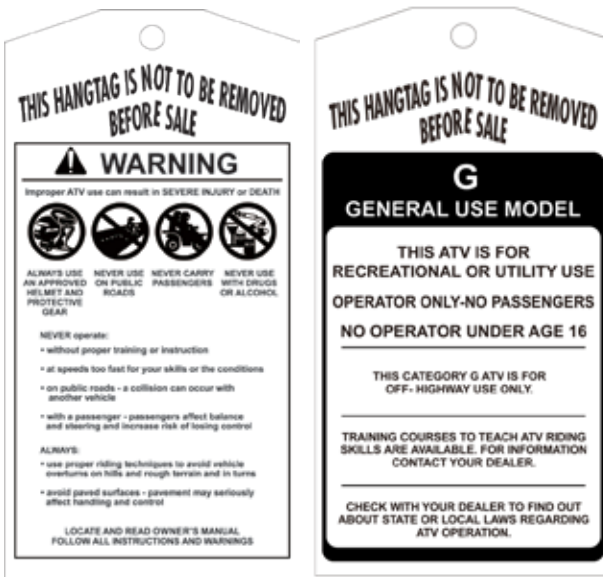 THIS HANGTAG IS NOT TO BE REMOVED
BEFORE SALE
WARNING
Improper ATV use can result in SEVERE INJURY or DEATH
ALWAYS USE
AN APPROVED
HELMET AND
PROTECTIVE
GEAR
NEVER USE
ON PUBLIC
ROADS
NEVER CARRY
PASSENGERS
NEVER USE
WITH DRUGS
OR ALCOHOL
NEVER operate:
• without proper training or instruction
• at speeds too fast for your skills or the conditions
• on public roads - a collision can occur with
another vehicle
• with a passenger - passengers affect balance
and steering and increase risk of losing control
ALWAYS:
• use proper riding techniques to avoid vehicle
overturns on hills and rough terrain and in turns
• avoid paved surfaces - pavement may seriously
affect handling and control
LOCATE AND READ OWNER'S MANUAL
FOLLOW ALL INSTRUCTIONS AND WARNINGS
THIS HANGTAG IS NOT TO BE REMOVED
BEFORE SALE
G
GENERAL USE MODEL
THIS ATV IS FOR
RECREATIONAL OR UTILITY USE
OPERATOR ONLY-NO PASSENGERS
NO OPERATOR UNDER AGE 16
THIS CATEGORY G ATV IS FOR
OFF- HIGHWAY USE ONLY.
TRAINING COURSES TO TEACH ATV RIDING
SKILLS ARE AVAILABLE. FOR INFORMATION
CONTACT YOUR DEALER.
CHECK WITH YOUR DEALER TO FIND OUT
ABOUT STATE OR LOCAL LAWS REGARDING
ATV OPERATION.